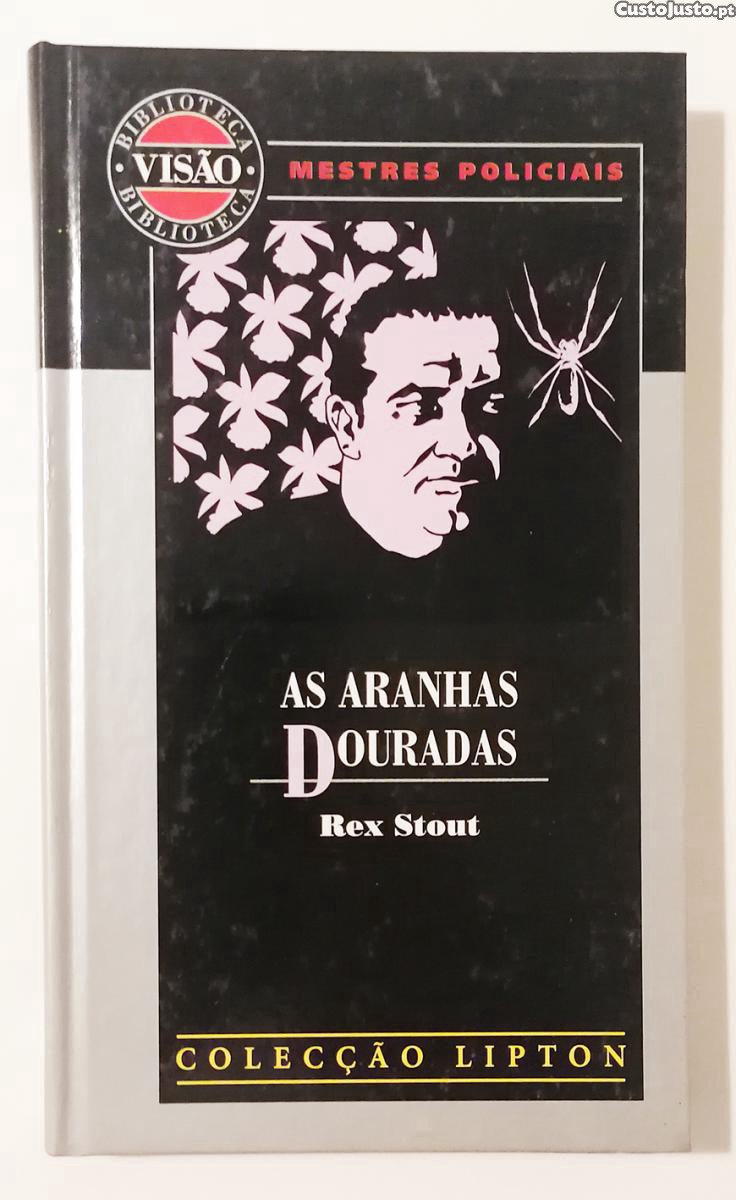 CustoJusto.pt
BIBLIOTECA
VISÃO
BIBLIOTECA
MESTRES POLICIAIS
AS ARANHAS
DOURADAS
Rex Stout
COLECÇÃO LIPTON